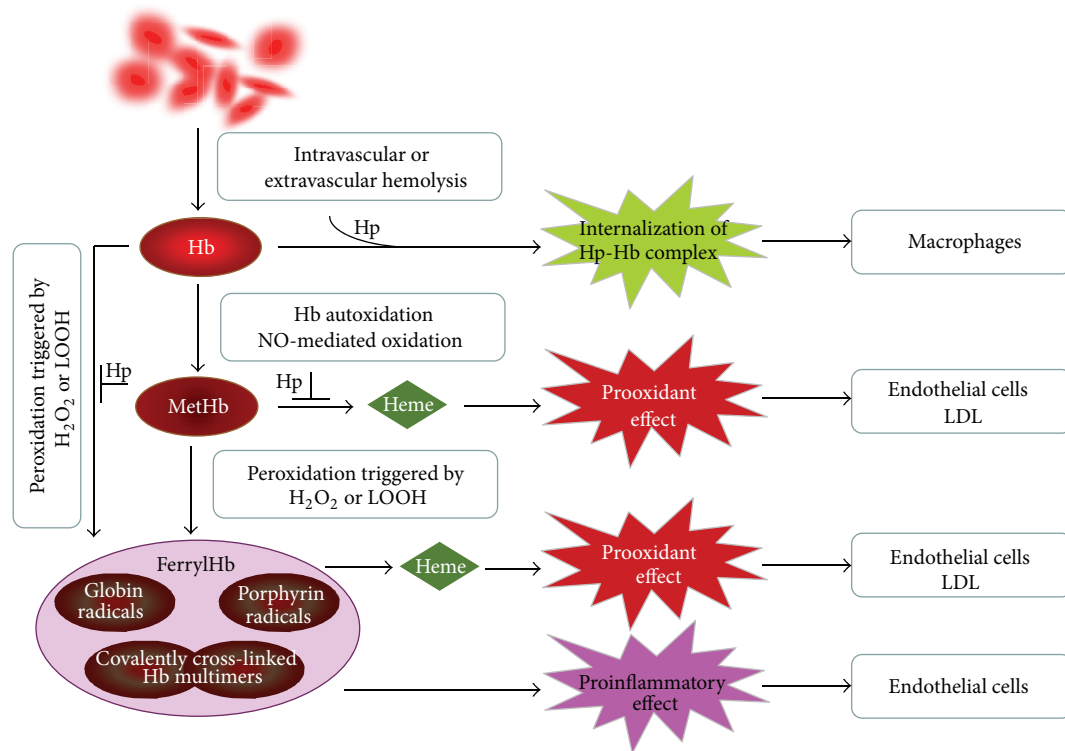 Intravascular or
extravascular hemolysis
Hp
Hb
Internalization of
Hp-Hb complex
Macrophages
Peroxidation triggered by
H₂O₂ or LOOH
Hb autoxidation
NO-mediated oxidation
Hp
Hp
MetHb
Heme
Prooxidant
effect
Endothelial cells
LDL
Peroxidation triggered by
H₂O₂ or LOOH
FerrylHb
Globin
radicals
Porphyrin
radicals
Covalently cross-linked
Hb multimers
Heme
Prooxidant
effect
Endothelial cells
LDL
Proinflammatory
effect
Endothelial cells